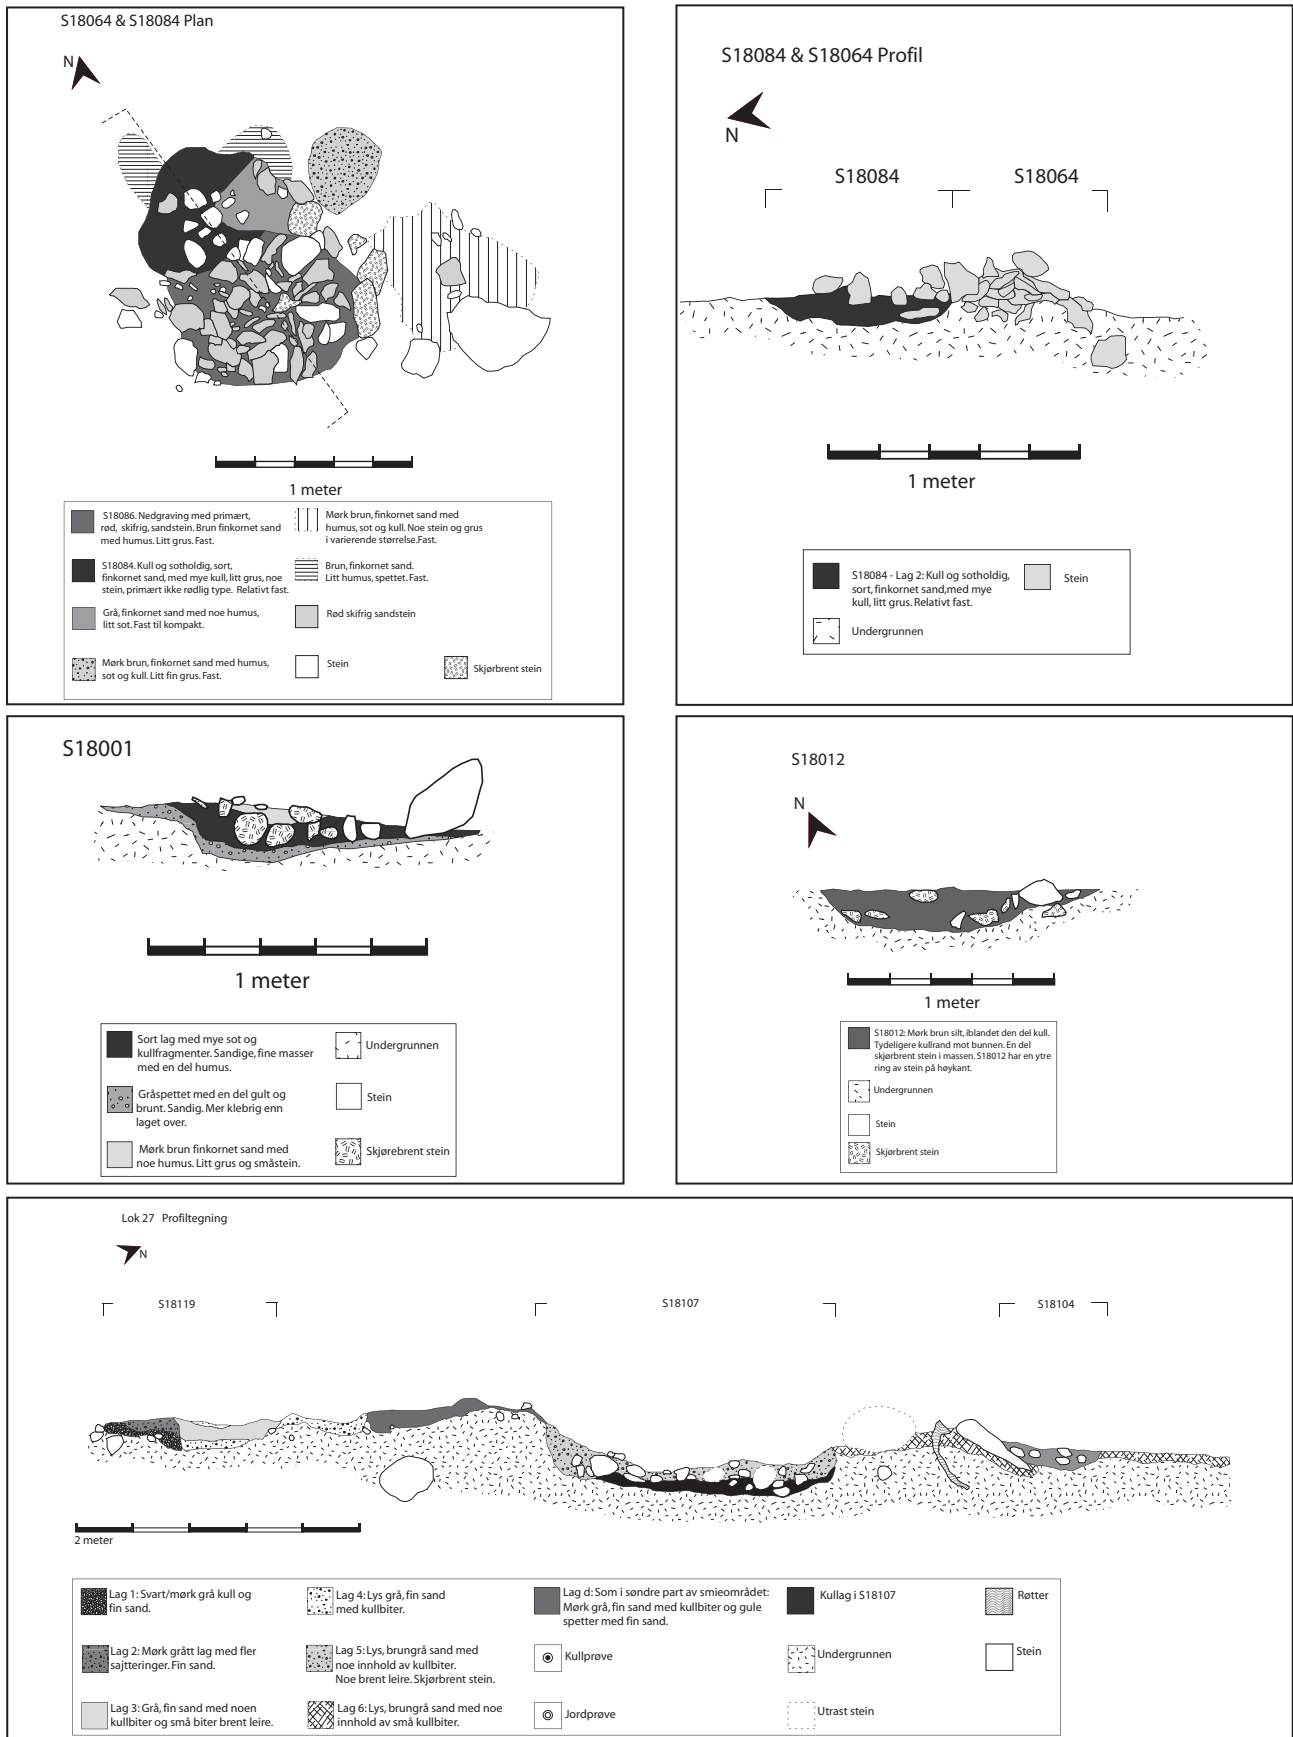 S18064 & S18084 Plan
N
1 meter
S18086. Nedgraving med primært,
rød, skifrig, sandstein. Brun finkornet sand
med humus. Litt grus. Fast.
S18084. Kull og sotholdig, sort,
finkornet sand, med mye kull, litt grus, noe
stein, primært ikke rødlig type. Relativt fast.
Grå, finkornet sand med noe humus,
litt sot. Fast til kompakt.
Mørk brun, finkornet sand med humus,
sot og kull. Litt fin grus. Fast.
Mørk brun, finkornet sand med
humus, sot og kull. Noe stein og grus
i varierende størrelse.Fast.
Brun, finkornet sand.
Litt humus, spettet. Fast.
Rød skifrig sandstein
Stein
Skjørbrent stein
S18084 & S18064 Profil
N
S18084
S18064
1 meter
S18084 - Lag 2: Kull og sotholdig,
sort, finkornet sand,med mye
kull, litt grus. Relativt fast.
Stein
Undergrunnen
S18001
1 meter
Sort lag med mye sot og
kullfragmenter. Sandige, fine masser
med en del humus.
Gråspettet med en del gult og
brunt. Sandig. Mer klebrig enn
laget over.
Mørk brun finkornet sand med
noe humus. Litt grus og småstein.
Undergrunnen
Stein
Skjørebrent stein
S18012
N
1 meter
S18012: Mørk brun silt, iblandet den del kull.
Tydeligere kullrand mot bunnen. En del
skjørbrent stein i massen. S18012 har en ytre
ring av stein på høykant.
Undergrunnen
Stein
Skjørbrent stein
Lok 27 Profiltegning
N
S18119
S18107
S18104
2 meter
Lag 1: Svart/mørk grå kull og
fin sand.
Lag 2: Mørk grått lag med fler
sajtteringer. Fin sand.
Lag 3: Grå, fin sand med noen
kullbiter og små biter brent leire.
Lag 4: Lys grå, fin sand
med kullbiter.
Lag 5: Lys, brungrå sand med
noe innhold av kullbiter.
Noe brent leire. Skjørbrent stein.
Lag 6: Lys, brungrå sand med noe
innhold av små kullbiter.
Lag d: Som i søndre part av smieområdet:
Mørk grå, fin sand med kullbiter og gule
spetter med fin sand.
Kullprøve
Jordprøve
Kullag i S18107
Undergrunnen
Utrast stein
Røtter
Stein